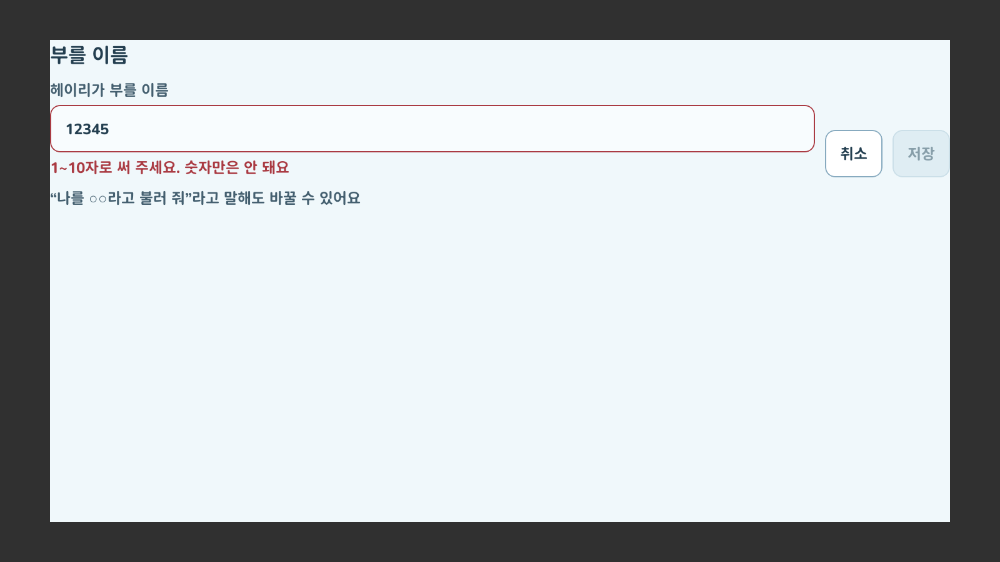 부를 이름
헤이리가 부를 이름
12345
1~10자로 써 주세요. 숫자만은 안 돼요
취소
저장
“나를 ○○라고 불러 줘”라고 말해도 바꿀 수 있어요